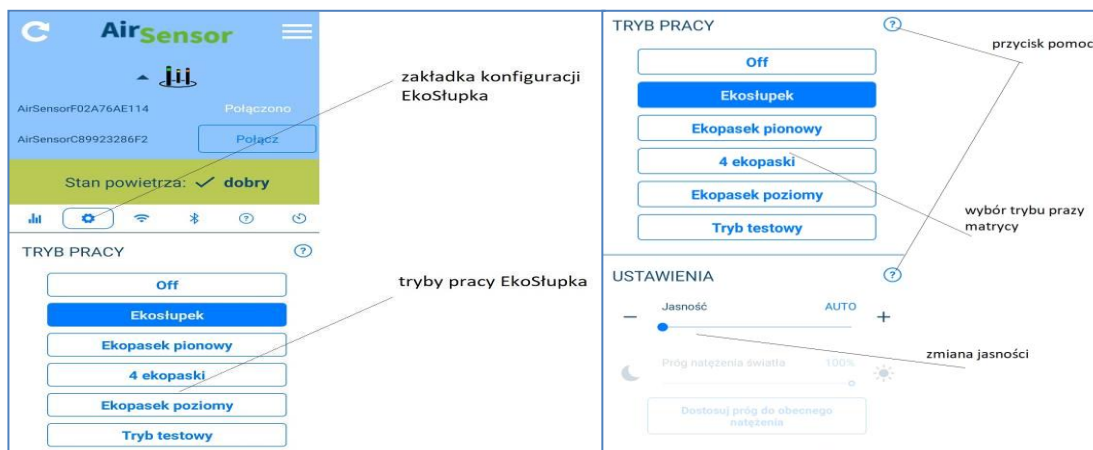 AirSensor
AirSensorF02A76AE114 Połączono
AirSensorC89923286F2 Połącz
Stan powietrza: dobry
TRYB PRACY
Off
Ekosłupek
Ekopasek pionowy
4 ekopaski
Ekopasek poziomy
Tryb testowy
zakładka konfiguracji
EkoSłupka
tryby pracy EkoSłupka
TRYB PRACY
Off
Ekosłupek
Ekopasek pionowy
4 ekopaski
Ekopasek poziomy
Tryb testowy
USTAWIENIA
Jasność AUTO
Próg natężenia światła 100%
Dostosuj próg do obecnego
natężenia
przycisk pomoc
wybór trybu prazy
matrycy
zmiana jasności